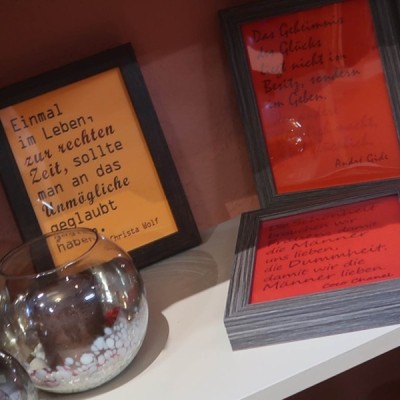 Einmal
im Leben,
zur rechten
Zeit, sollte
man an das
Unmögliche
geglaubt
haben.
Christa Wolf
Das Geheimnis
des Glücks
liegt nicht im
Besitz, sondern
im Geben.
André Gide
die Männer
uns lieben,
die Dummheit,
damit wir die
Männer lieben.
Coco Chanel